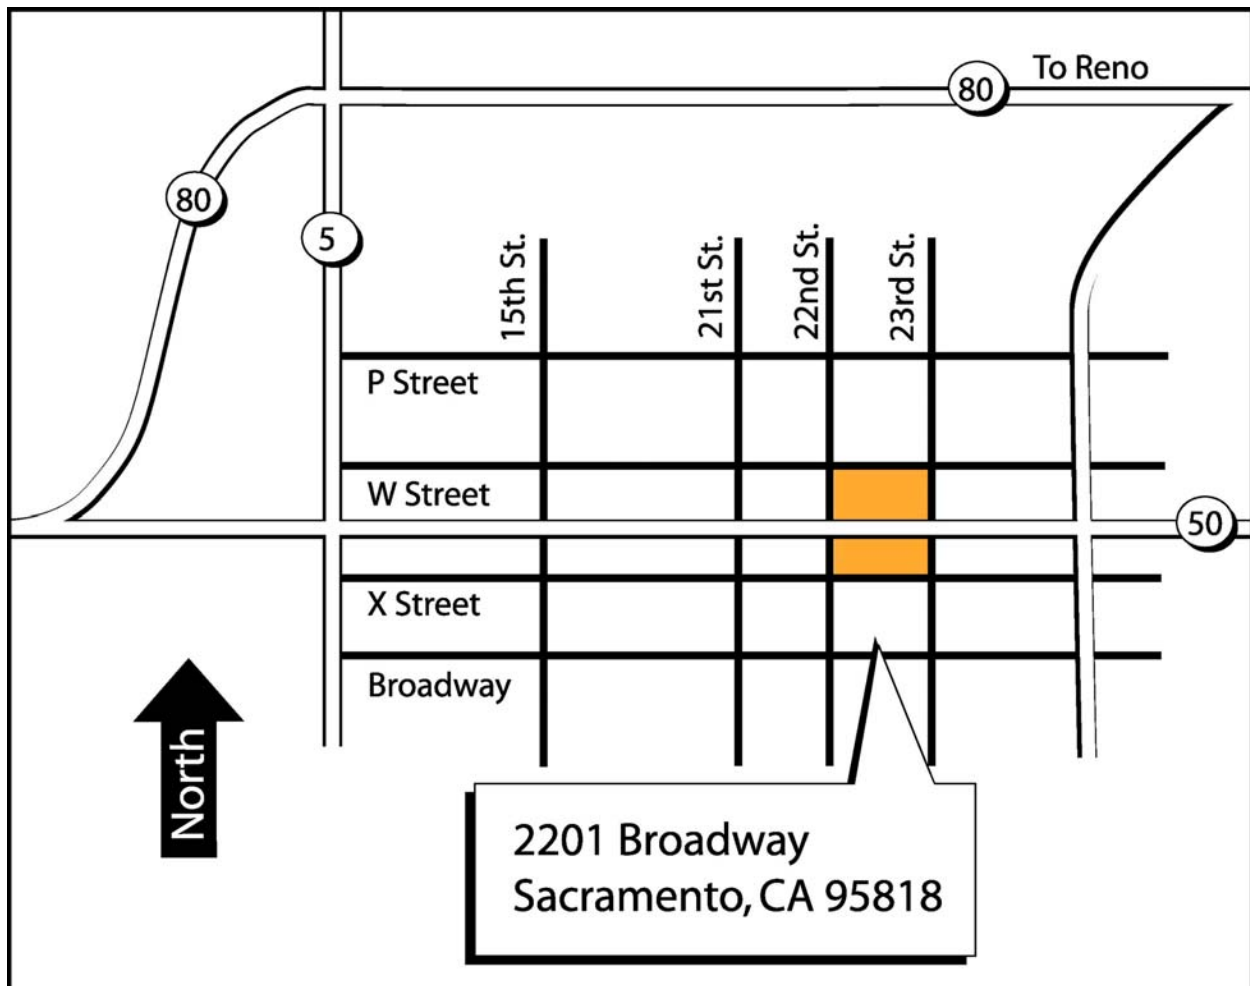 To Reno
80
80
5
15th St.
21st St.
22nd St.
23rd St.
P Street
W Street
50
X Street
Broadway
North
2201 Broadway
Sacramento, CA 95818